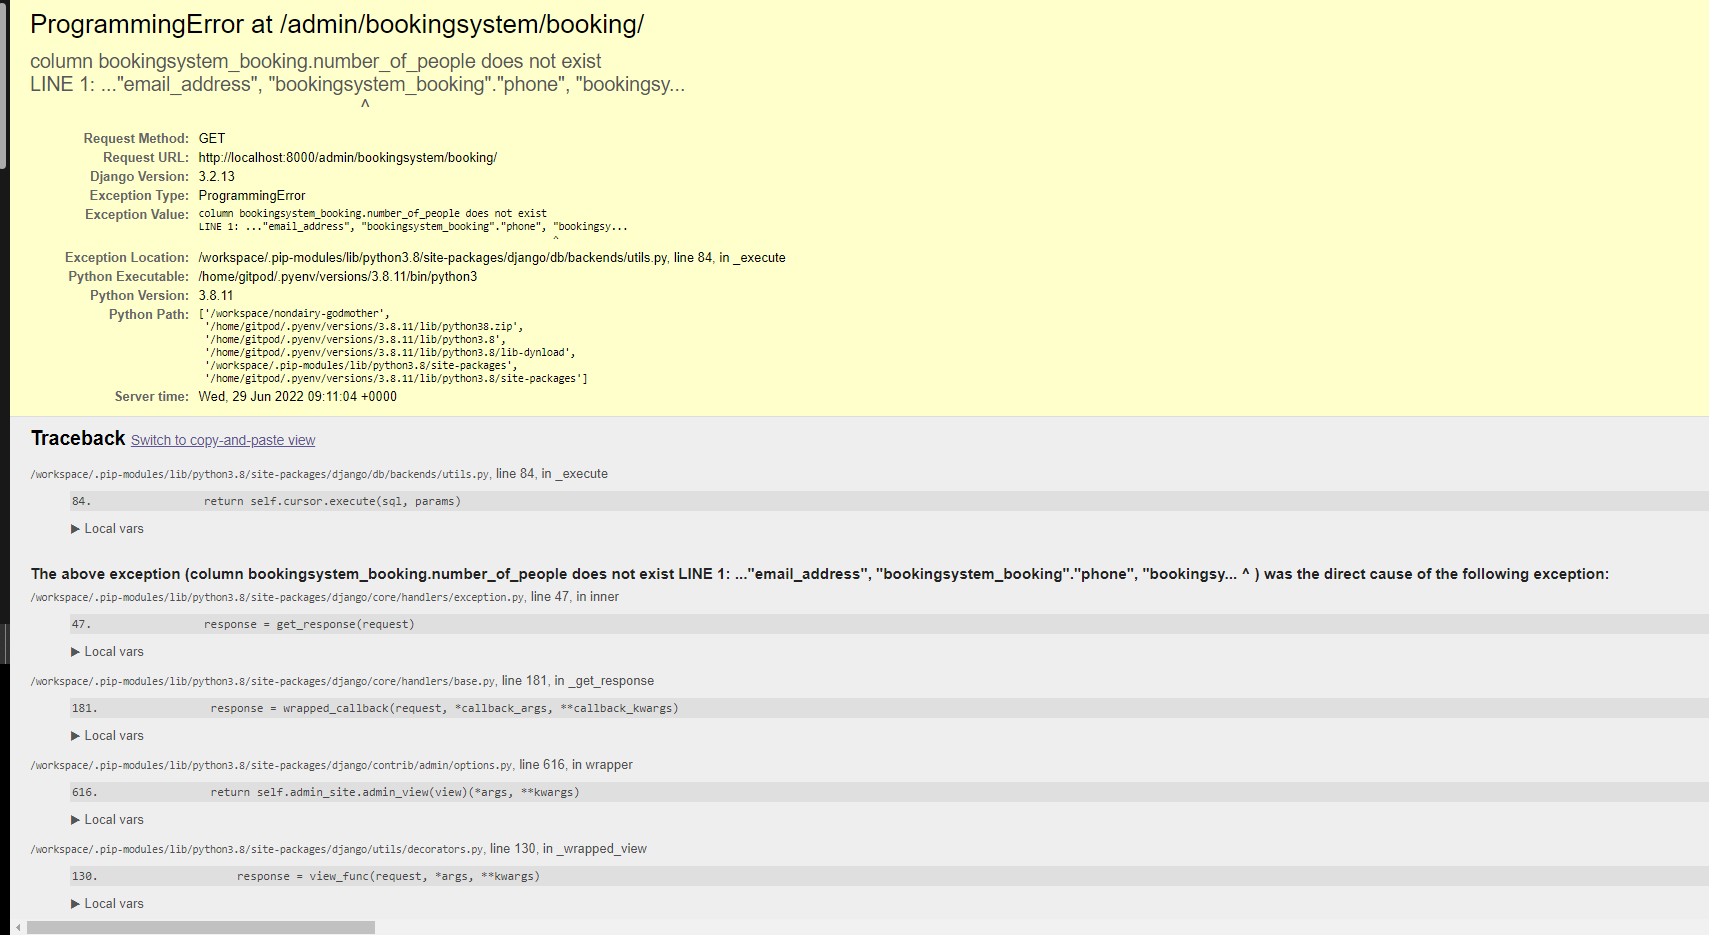 ProgrammingError at /admin/bookingsystem/booking/
column bookingsystem_booking.number_of_people does not exist
LINE 1: ..."email_address", "bookingsystem_booking"."phone", "bookingsy...
^
Request Method: GET
Request URL: http://localhost:8000/admin/bookingsystem/booking/
Django Version: 3.2.13
Exception Type: ProgrammingError
Exception Value: column bookingsystem_booking.number_of_people does not exist
LINE 1: ..."email_address", "bookingsystem_booking"."phone", "bookingsy...
^
Exception Location: /workspace/.pip-modules/lib/python3.8/site-packages/django/db/backends/utils.py, line 84, in _execute
Python Executable: /home/gitpod/.pyenv/versions/3.8.11/bin/python3
Python Version: 3.8.11
Python Path: ['/workspace/nondairy-godmother',
'/home/gitpod/.pyenv/versions/3.8.11/lib/python38.zip',
'/home/gitpod/.pyenv/versions/3.8.11/lib/python3.8',
'/home/gitpod/.pyenv/versions/3.8.11/lib/python3.8/lib-dynload',
'/workspace/.pip-modules/lib/python3.8/site-packages',
'/home/gitpod/.pyenv/versions/3.8.11/lib/python3.8/site-packages']
Server time: Wed, 29 Jun 2022 09:11:04 +0000
Traceback Switch to copy-and-paste view
/workspace/.pip-modules/lib/python3.8/site-packages/django/db/backends/utils.py, line 84, in _execute
84. return self.cursor.execute(sql, params)
▶ Local vars
The above exception (column bookingsystem_booking.number_of_people does not exist LINE 1: ..."email_address", "bookingsystem_booking"."phone", "bookingsy... ^ ) was the direct cause of the following exception:
/workspace/.pip-modules/lib/python3.8/site-packages/django/core/handlers/exception.py, line 47, in inner
47. response = get_response(request)
▶ Local vars
/workspace/.pip-modules/lib/python3.8/site-packages/django/core/handlers/base.py, line 181, in _get_response
181. response = wrapped_callback(request, *callback_args, **callback_kwargs)
▶ Local vars
/workspace/.pip-modules/lib/python3.8/site-packages/django/contrib/admin/options.py, line 616, in wrapper
616. return self.admin_site.admin_view(view)(*args, **kwargs)
▶ Local vars
/workspace/.pip-modules/lib/python3.8/site-packages/django/utils/decorators.py, line 130, in _wrapped_view
130. response = view_func(request, *args, **kwargs)
▶ Local vars